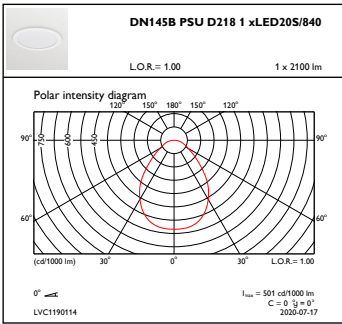 DN145B PSU D218 1 xLED20S/840
L.O.R.= 1.00 1 x 2100 lm
Polar intensity diagram
120° 150° 180° 150° 120°
90° 750 600 450 90°
60° 60°
(cd/1000 lm) 30° 0° 30° L.O.R.= 1.00
0° Imax = 501 cd/1000 lm
C = 0 °g = 0°
LVC1190114 2020-07-17